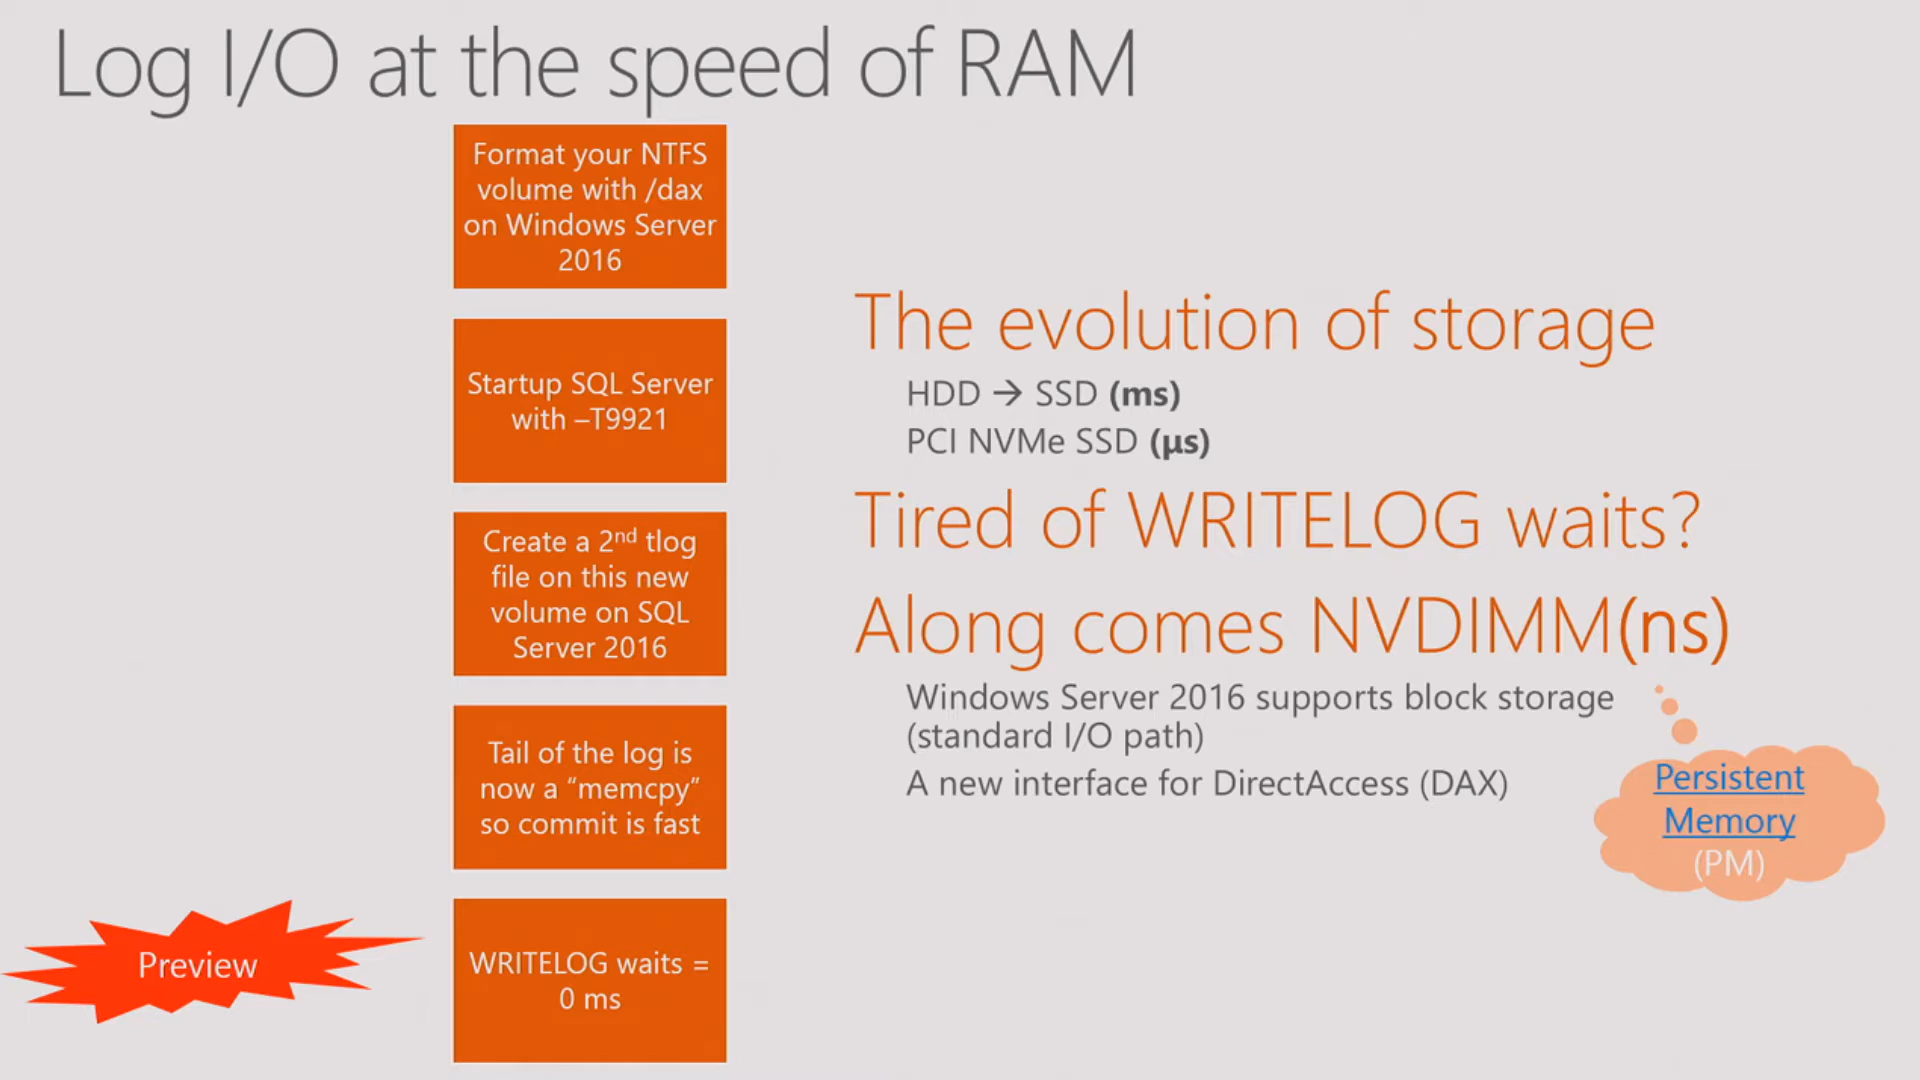 Log I/O at the speed of RAM
Format your NTFS
volume with /dax
on Windows Server
2016
Startup SQL Server
with –T9921
Create a 2nd tlog
file on this new
volume on SQL
Server 2016
Tail of the log is
now a “memcpy”
so commit is fast
WRITELOG waits =
0 ms
Preview
The evolution of storage
HDD → SSD (ms)
PCI NVMe SSD (μs)
Tired of WRITELOG waits?
Along comes NVDIMM(ns)
Windows Server 2016 supports block storage
(standard I/O path)
A new interface for DirectAccess (DAX)
Persistent
Memory
(PM)